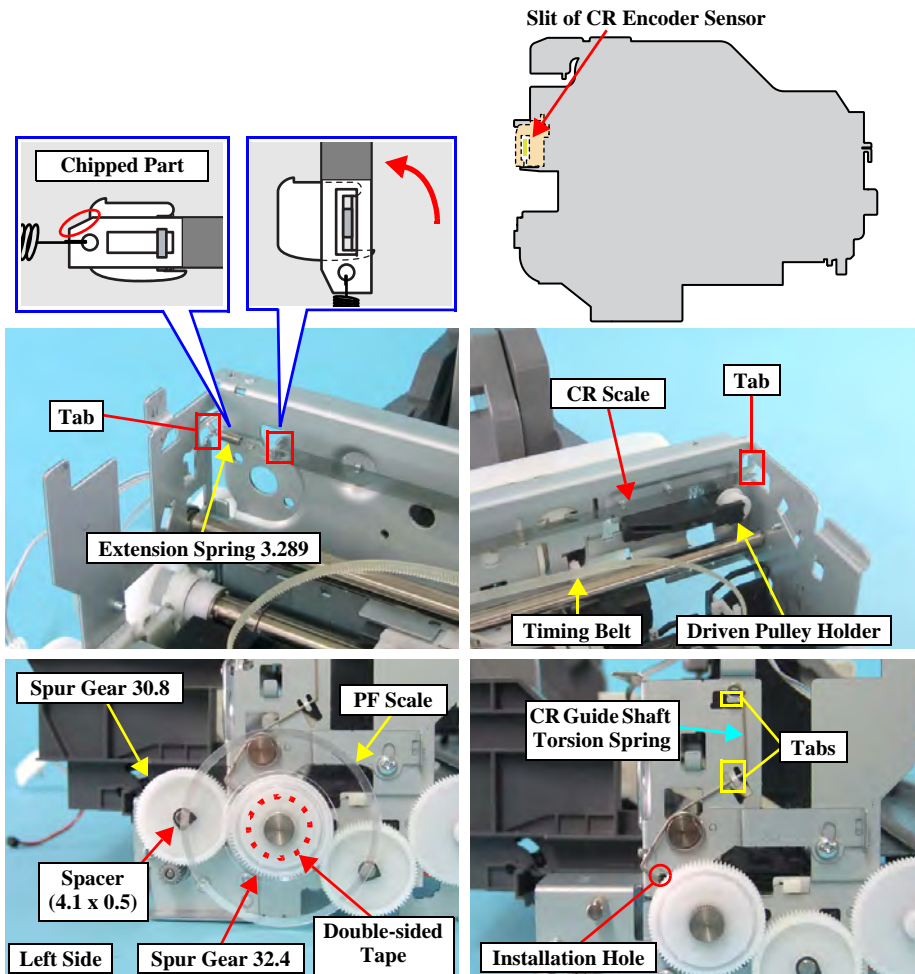 Slit of CR Encoder Sensor
Chipped Part
Tab
Extension Spring 3.289
CR Scale
Tab
Timing Belt
Driven Pulley Holder
Spur Gear 30.8
PF Scale
Spacer
(4.1 x 0.5)
Left Side
Spur Gear 32.4
Double-sided
Tape
CR Guide Shaft
Torsion Spring
Tabs
Installation Hole